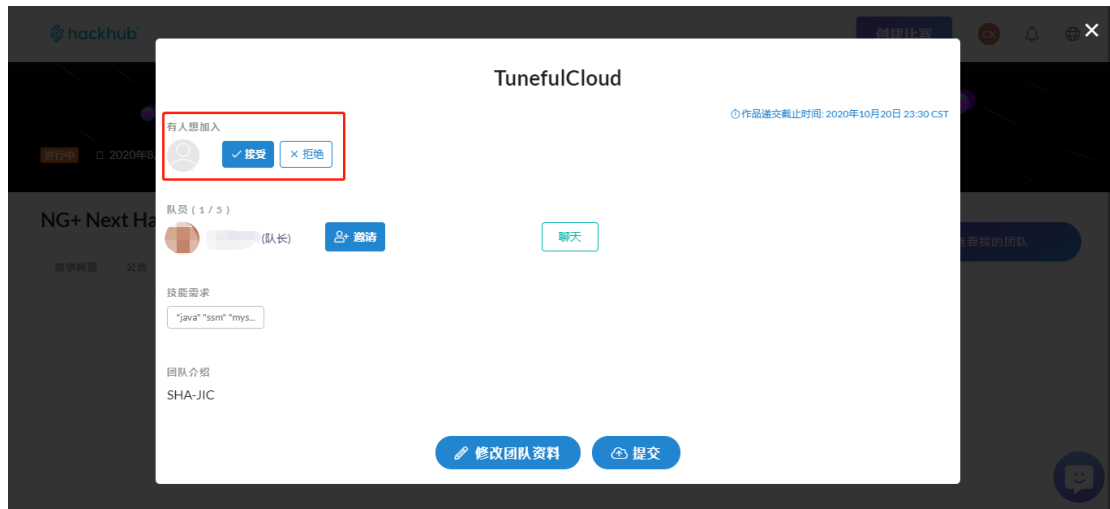 hackhub
创建比赛
CX
TunefulCloud
作品递交截止时间: 2020年10月20日 23:30 CST
有人想加入
接受
拒绝
进行中
2020年8
队员 ( 1 / 5 )
(队长)
邀请
聊天
NG+ Next Ha
看我的团队
赛事频道
公告
技能需求
"java" "ssm" "mys...
团队介绍
SHA-JIC
修改团队资料
提交